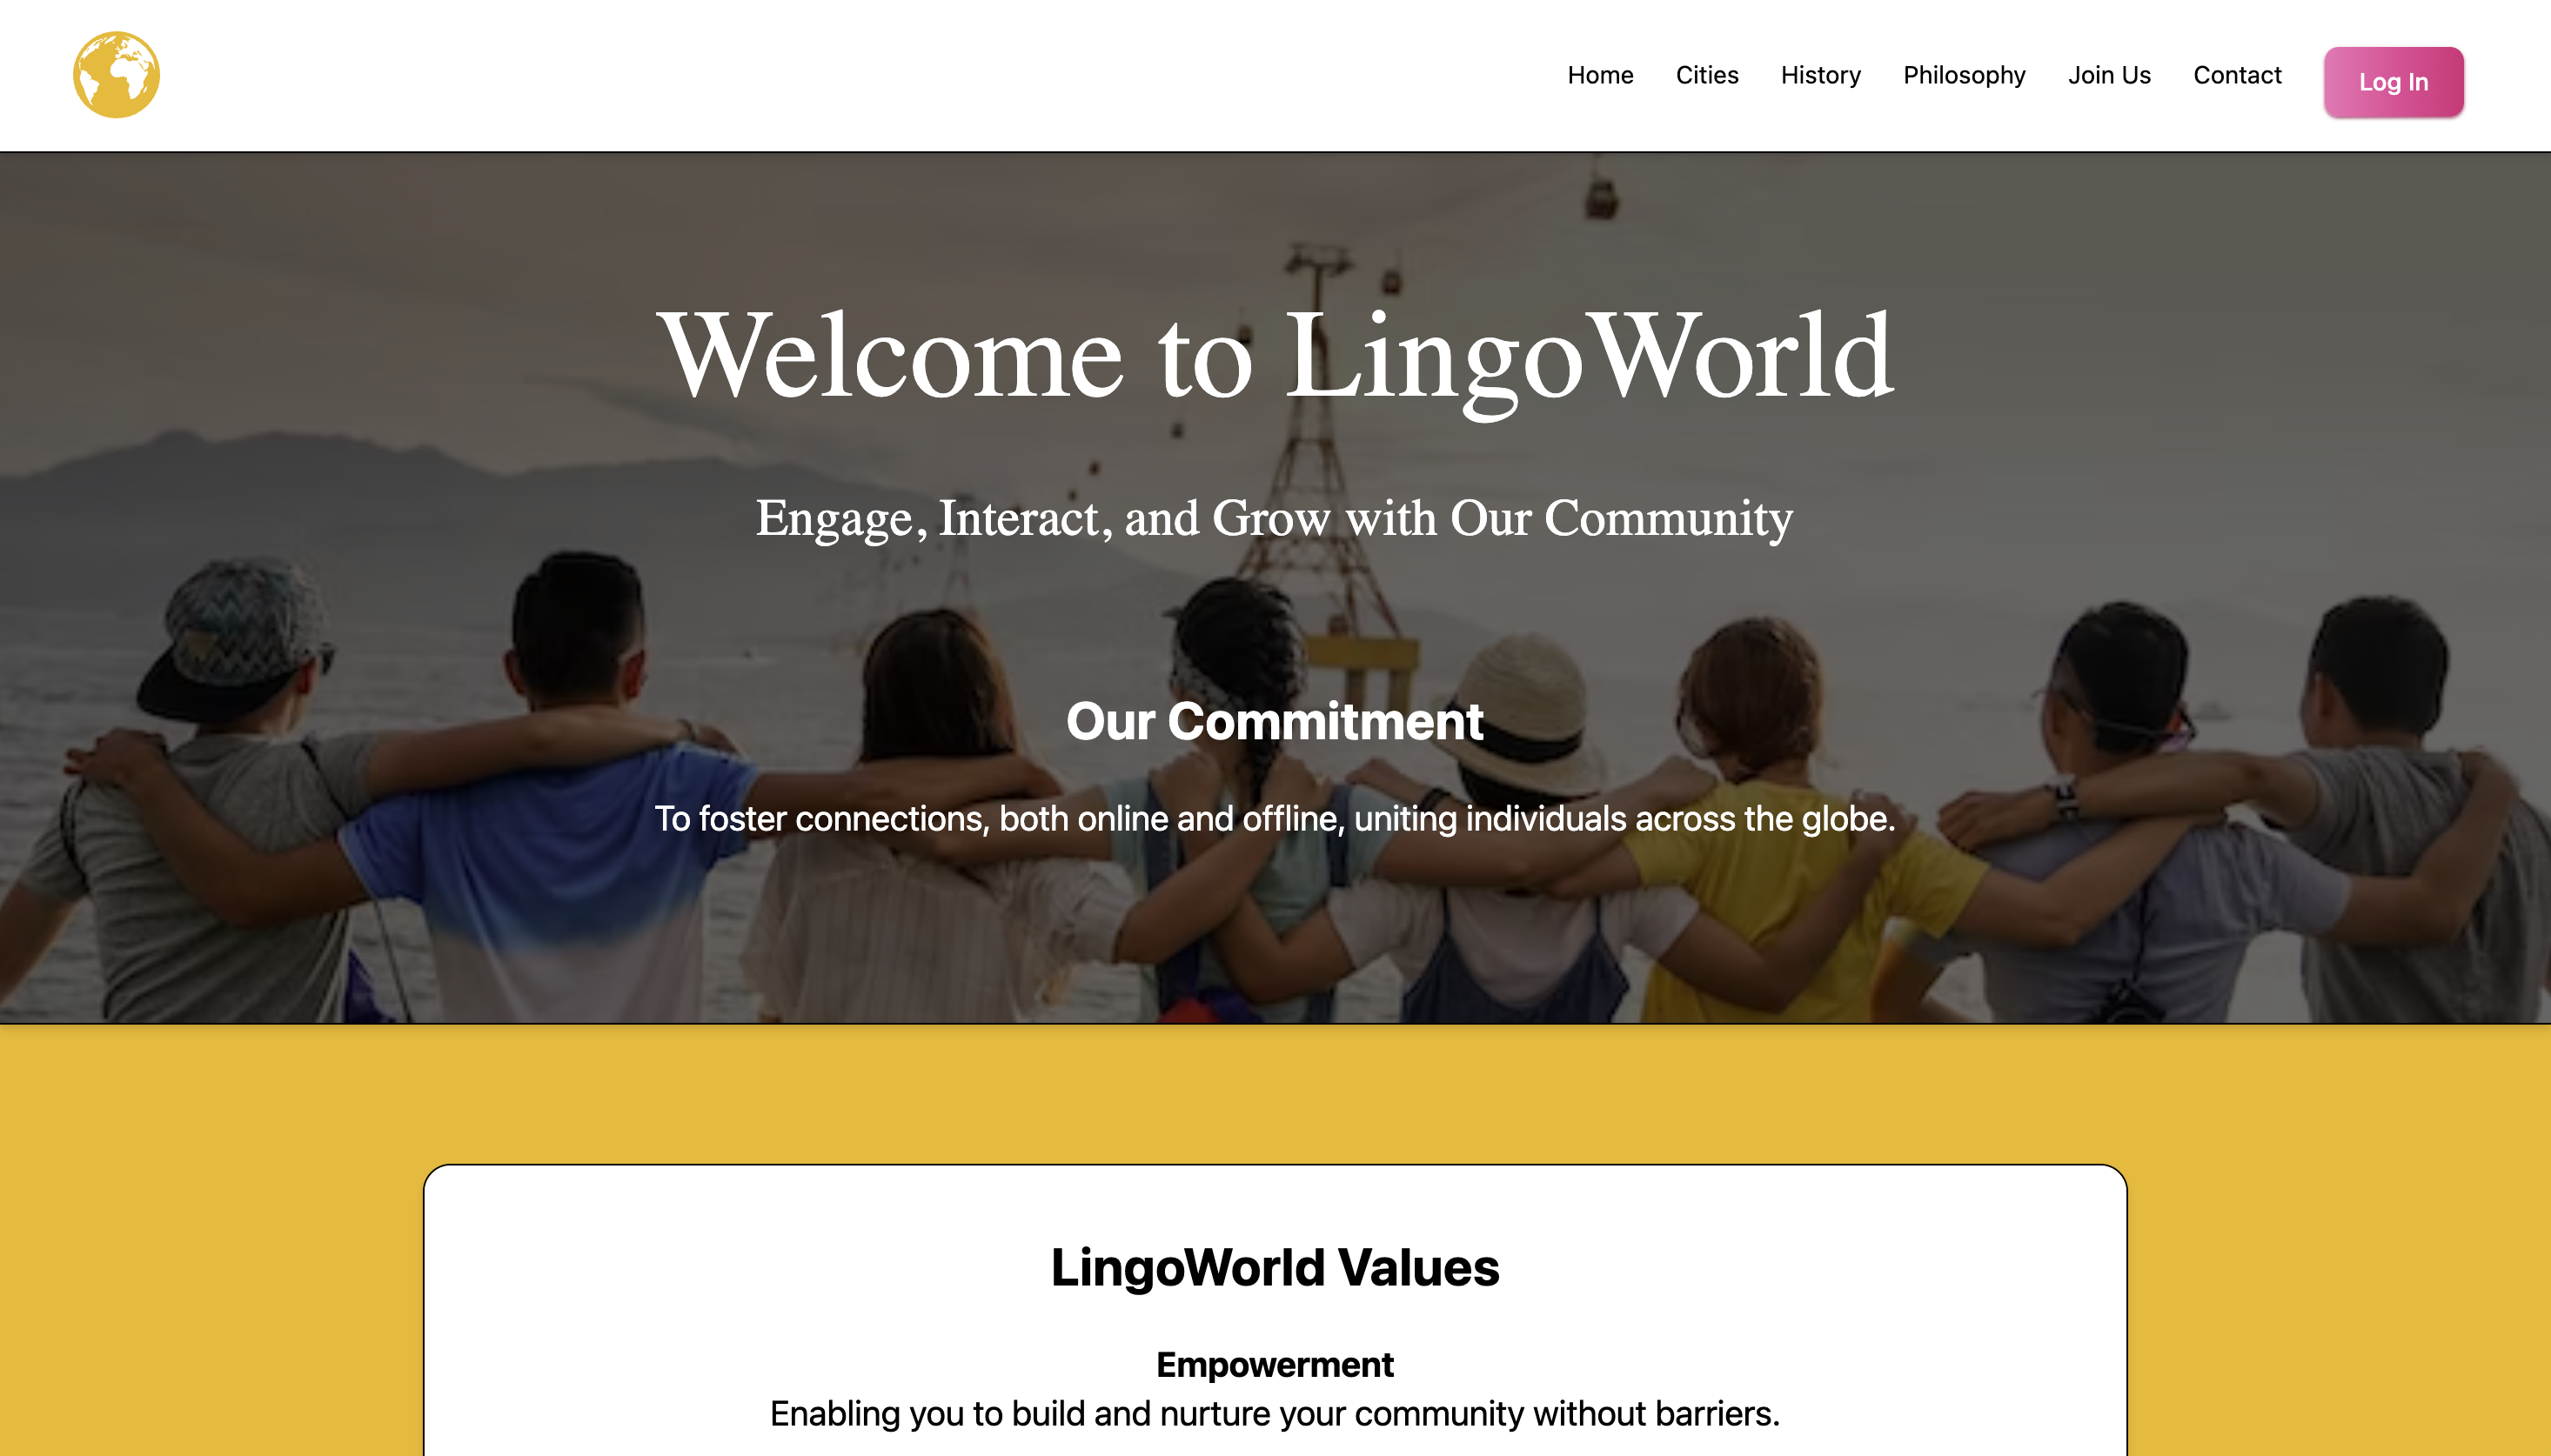 Home
Cities
History
Philosophy
Join Us
Contact
Log In
Welcome to LingoWorld
Engage, Interact, and Grow with Our Community
Our Commitment
To foster connections, both online and offline, uniting individuals across the globe.
LingoWorld Values
Empowerment
Enabling you to build and nurture your community without barriers.